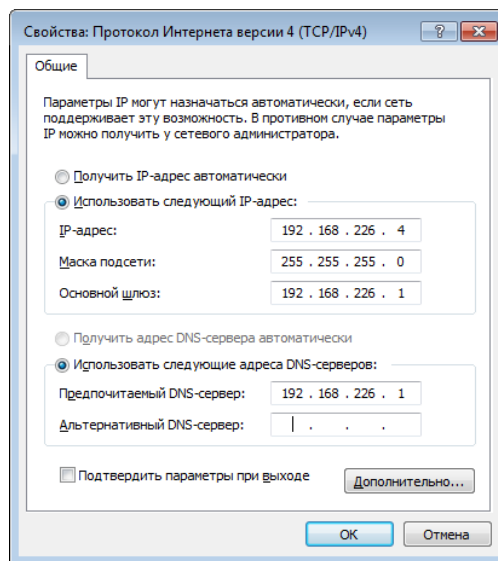 Свойства: Протокол Интернета версии 4 (TCP/IPv4)
Общие
Параметры IP могут назначаться автоматически, если сеть
поддерживает эту возможность. В противном случае параметры
IP можно получить у сетевого администратора.
Получить IP-адрес автоматически
Использовать следующий IP-адрес:
IP-адрес: 192 . 168 . 226 . 4
Маска подсети: 255 . 255 . 255 . 0
Основной шлюз: 192 . 168 . 226 . 1
Получить адрес DNS-сервера автоматически
Использовать следующие адреса DNS-серверов:
Предпочитаемый DNS-сервер: 192 . 168 . 226 . 1
Альтернативный DNS-сервер: . . .
Подтвердить параметры при выходе
Дополнительно...
ОК Отмена